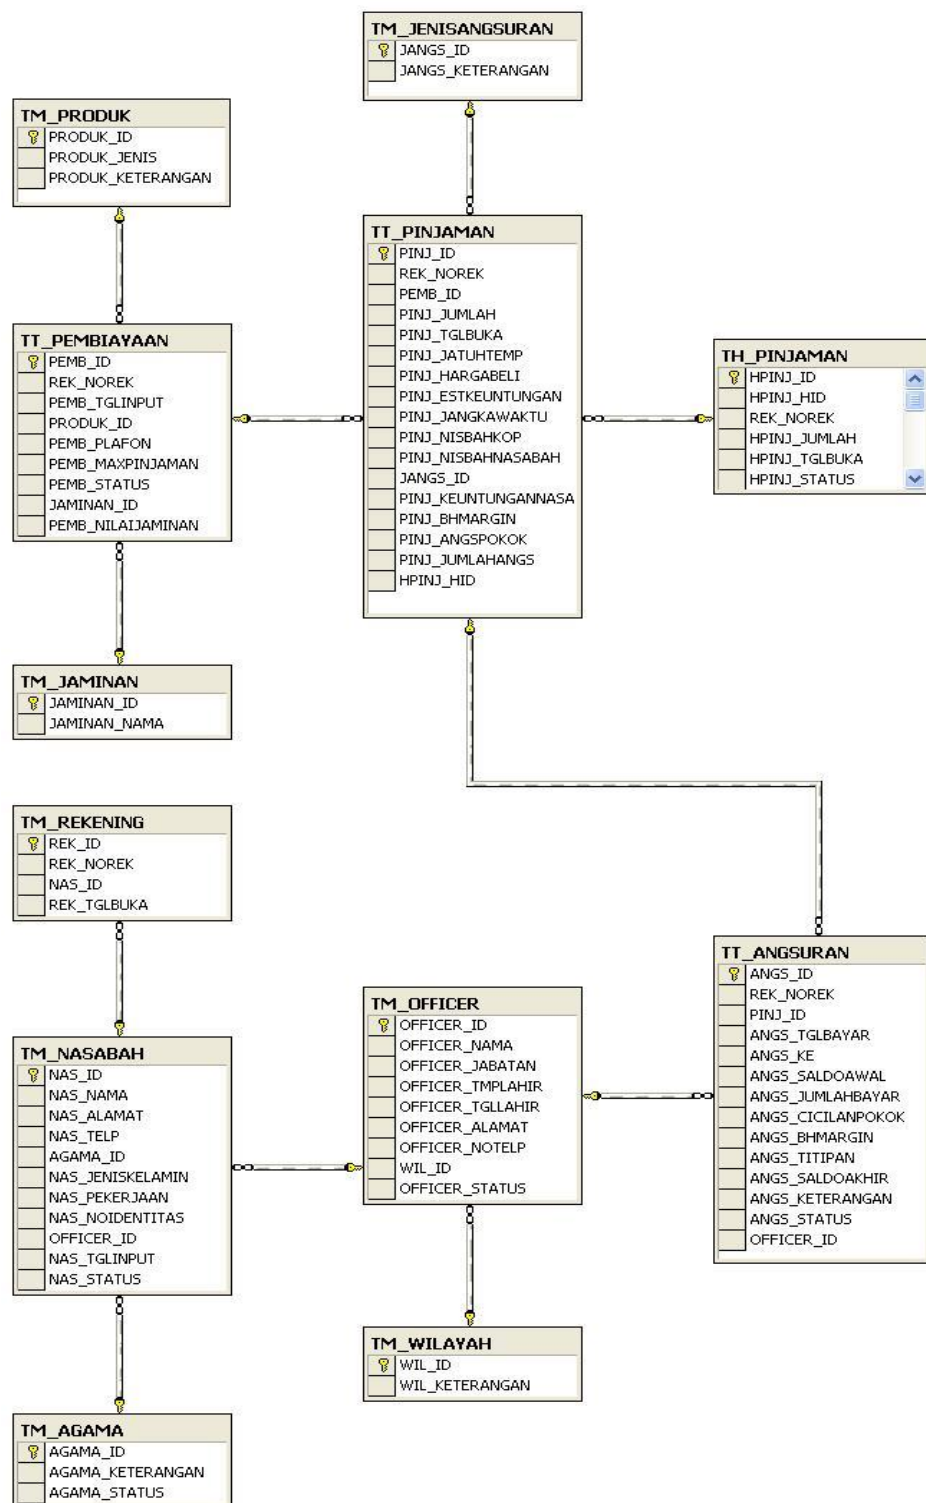 TM_JENISANGSURAN
JANGS_ID
JANGS_KETERANGAN
TM_PRODUK
PRODUK_ID
PRODUK_JENIS
PRODUK_KETERANGAN
TT_PINJAMAN
PINJ_ID
REK_NOREK
PEMB_ID
PINJ_JUMLAH
PINJ_TGLBUKA
PINJ_JATUHTEMP
PINJ_HARGABELI
PINJ_ESTKEUNTUNGAN
PINJ_JANGKAWAKTU
PINJ_NISBAHKOP
PINJ_NISBAHNASABAH
JANGS_ID
PINJ_KEUNTUNGANNASA
PINJ_BHMARGIN
PINJ_ANGSPOKOK
PINJ_JUMLAHANGS
HPINJ_HID
TT_PEMBIAYAAN
PEMB_ID
REK_NOREK
PEMB_TGLINPUT
PRODUK_ID
PEMB_PLAFON
PEMB_MAXPINJAMAN
PEMB_STATUS
JAMINAN_ID
PEMB_NILAIJAMINAN
TH_PINJAMAN
HPINJ_ID
HPINJ_HID
REK_NOREK
HPINJ_JUMLAH
HPINJ_TGLBUKA
HPINJ_STATUS
TM_JAMINAN
JAMINAN_ID
JAMINAN_NAMA
TM_REKENING
REK_ID
REK_NOREK
NAS_ID
REK_TGLBUKA
TT_ANGSURAN
ANGS_ID
REK_NOREK
PINJ_ID
ANGS_TGLBAYAR
ANGS_KE
ANGS_SALDOAWAL
ANGS_JUMLAHBAYAR
ANGS_CICILANPOKOK
ANGS_BHMARGIN
ANGS_TITIPAN
ANGS_SALDOAKHIR
ANGS_KETERANGAN
ANGS_STATUS
OFFICER_ID
TM_OFFICER
OFFICER_ID
OFFICER_NAMA
OFFICER_JABATAN
OFFICER_TMPLAHIR
OFFICER_TGLLAHIR
OFFICER_ALAMAT
OFFICER_NOTELP
WIL_ID
OFFICER_STATUS
TM_NASABAH
NAS_ID
NAS_NAMA
NAS_ALAMAT
NAS_TELP
AGAMA_ID
NAS_JENISKELAMIN
NAS_PEKERJAAN
NAS_NOIDENTITAS
OFFICER_ID
NAS_TGLINPUT
NAS_STATUS
TM_WILAYAH
WIL_ID
WIL_KETERANGAN
TM_AGAMA
AGAMA_ID
AGAMA_KETERANGAN
AGAMA_STATUS